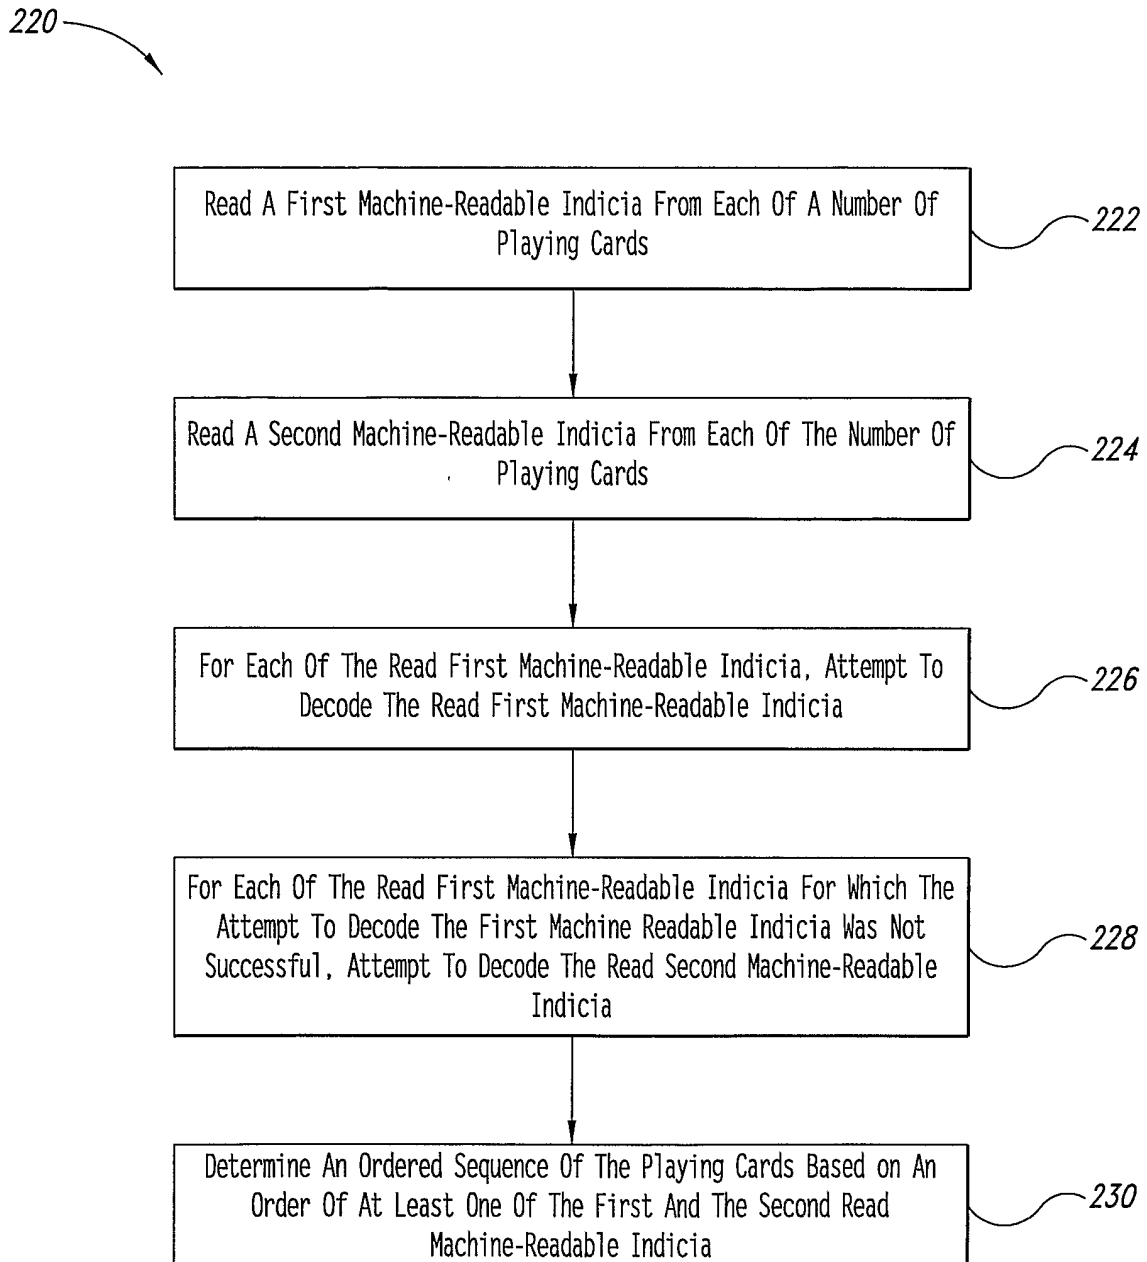 220
Read A First Machine-Readable Indicia From Each Of A Number Of
Playing Cards
222
Read A Second Machine-Readable Indicia From Each Of The Number Of
Playing Cards
224
For Each Of The Read First Machine-Readable Indicia, Attempt To
Decode The Read First Machine-Readable Indicia
226
For Each Of The Read First Machine-Readable Indicia For Which The
Attempt To Decode The First Machine Readable Indicia Was Not
Successful, Attempt To Decode The Read Second Machine-Readable
Indicia
228
Determine An Ordered Sequence Of The Playing Cards Based on An
Order Of At Least One Of The First And The Second Read
Machine-Readable Indicia
230